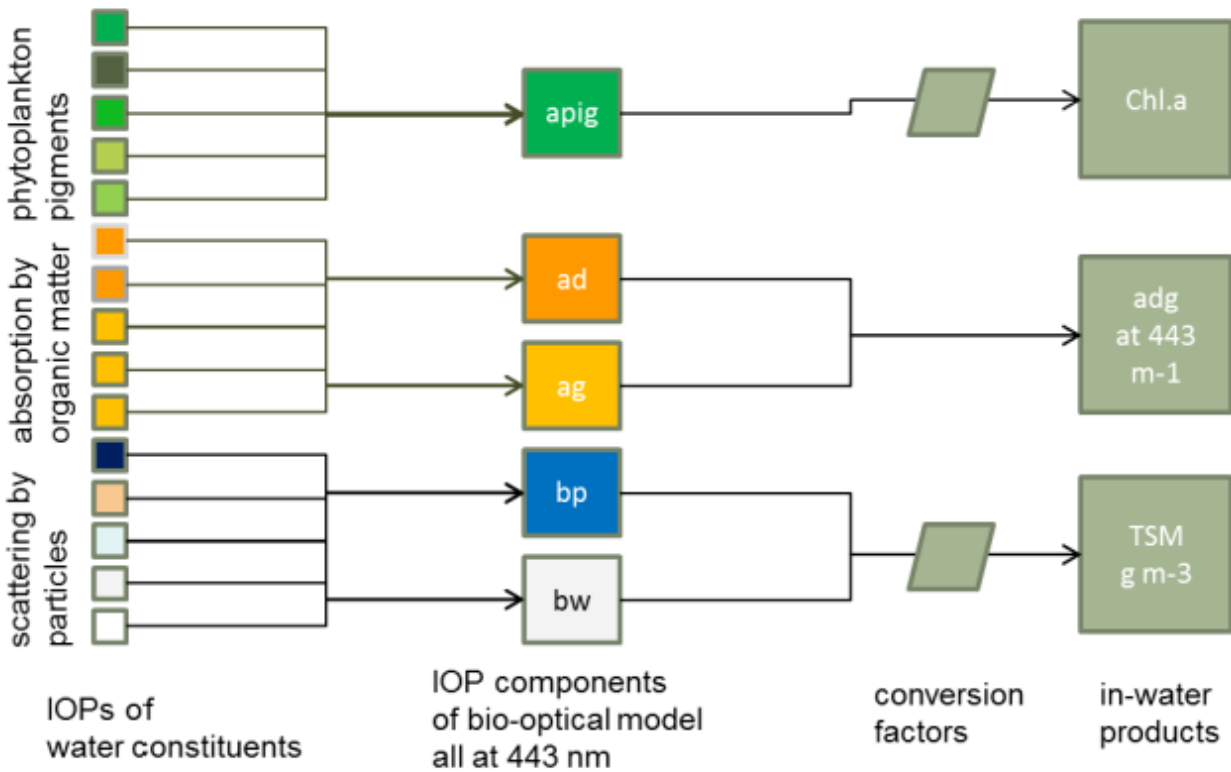 phytoplankton
pigments
absorption by
organic matter
scattering by
particles
apig
ad
ag
bp
bw
Chl.a
adg
at 443
m-1
TSM
g m-3
IOPs of
water constituents
IOP components
of bio-optical model
all at 443 nm
conversion
factors
in-water
products